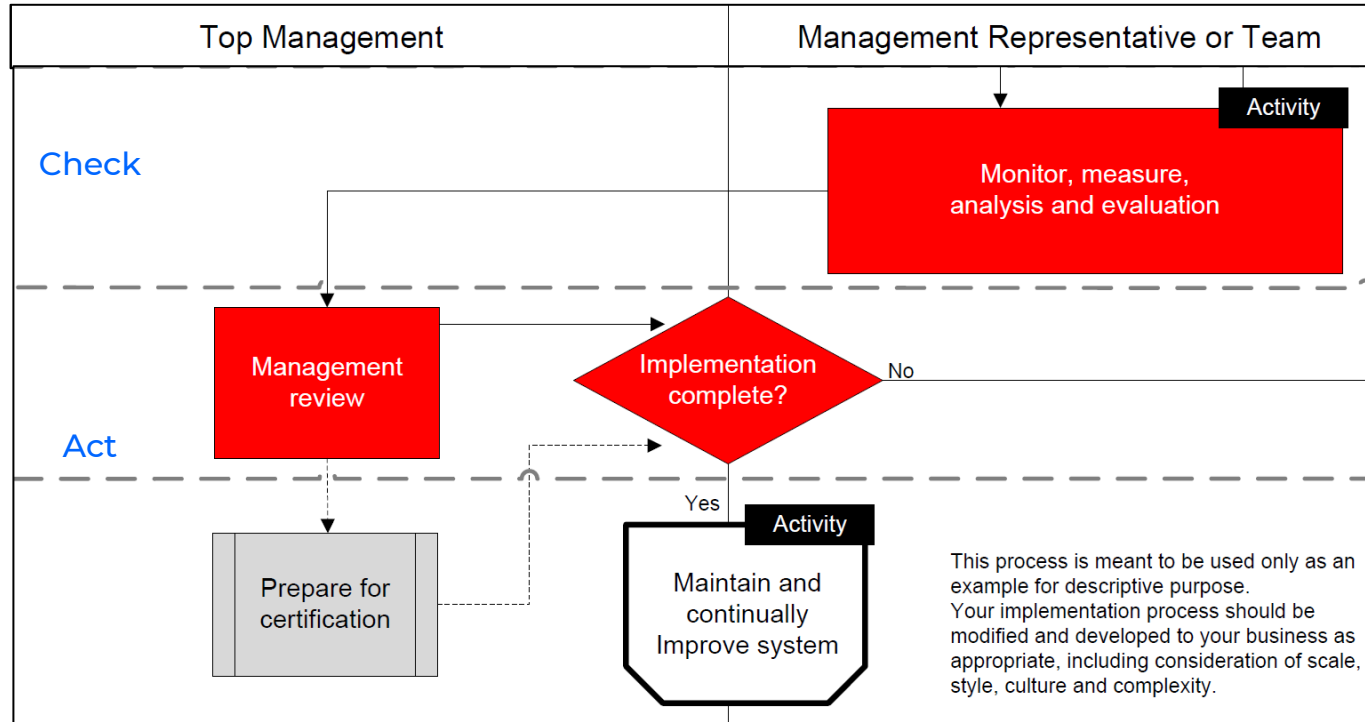 Top Management
Management Representative or Team
Activity
Check
Monitor, measure,
analysis and evaluation
Management
review
Implementation
complete?
No
Act
Yes
Activity
Prepare for
certification
Maintain and
continually
Improve system
This process is meant to be used only as an
example for descriptive purpose.
Your implementation process should be
modified and developed to your business as
appropriate, including consideration of scale,
style, culture and complexity.